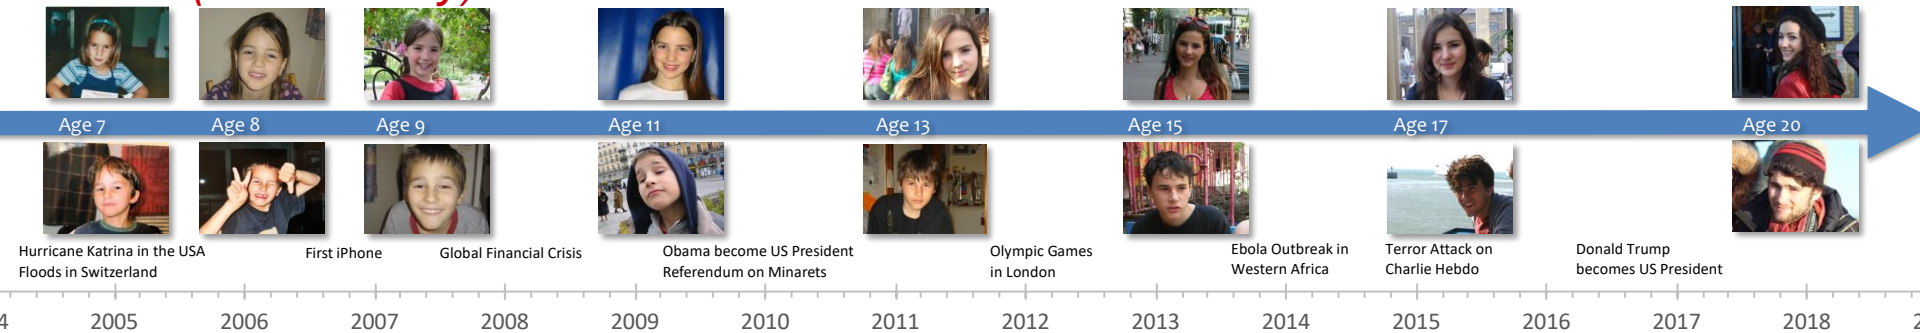 Age 7
Age 8
Age 9
Age 11
Age 13
Age 15
Age 17
Age 20
Hurricane Katrina in the USA
Floods in Switzerland
First iPhone
Global Financial Crisis
Obama become US President
Referendum on Minarets
Olympic Games
in London
Ebola Outbreak in
Western Africa
Terror Attack on
Charlie Hebdo
Donald Trump
becomes US President
2005
2006
2007
2008
2009
2010
2011
2012
2013
2014
2015
2016
2017
2018